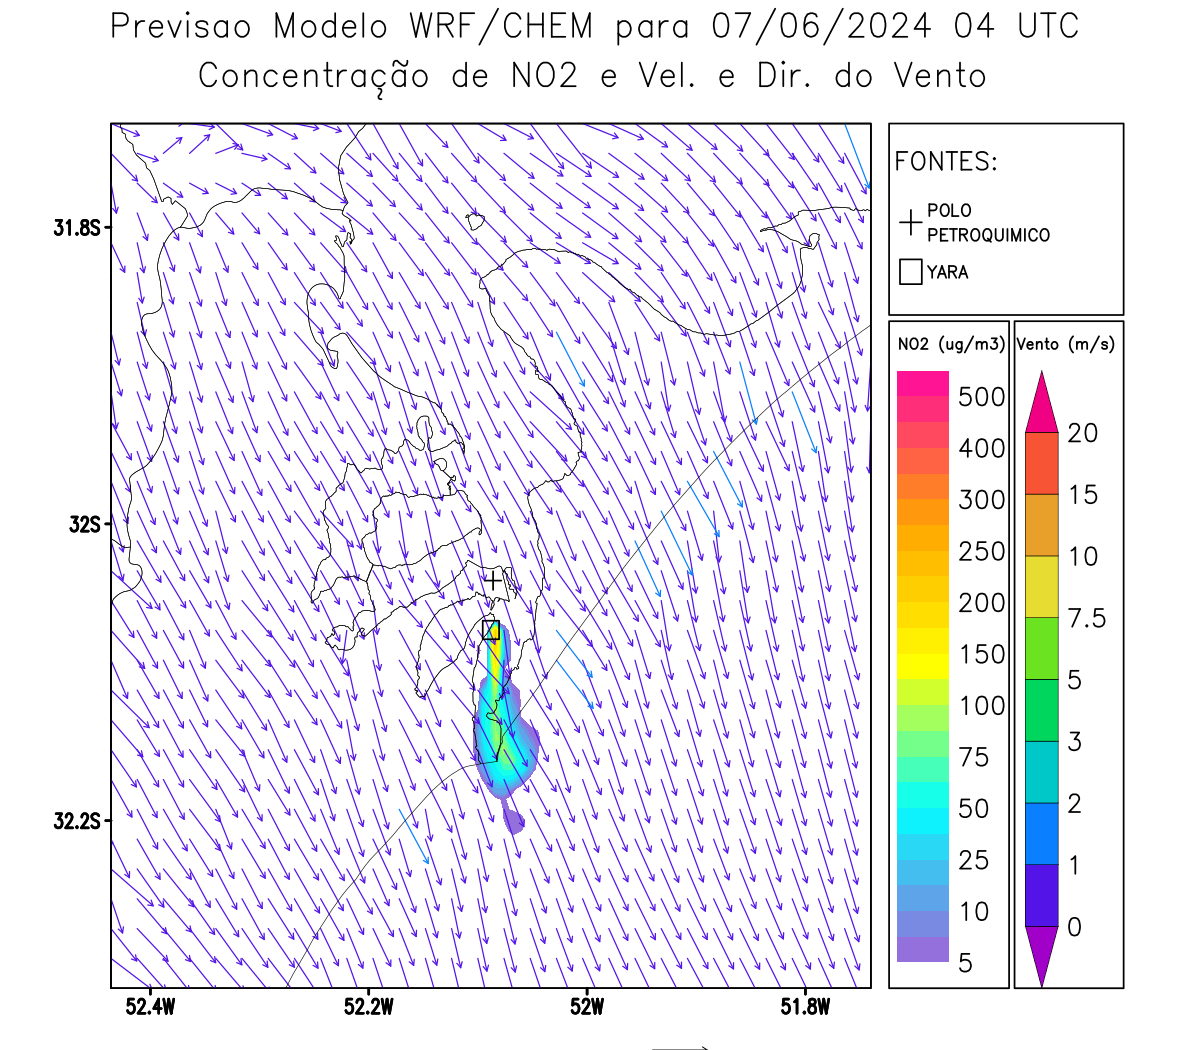 Previsao Modelo WRF/CHEM para 07/06/2024 04 UTC
Concentração de NO2 e Vel. e Dir. do Vento
FONTES:
POLO
PETROQUIMICO
YARA
31.8S
32S
32.2S
52.4W
52.2W
52W
51.8W
NO2 (ug/m3)
500
400
300
250
200
150
100
75
50
25
10
5
Vento (m/s)
20
15
10
7.5
5
3
2
1
0